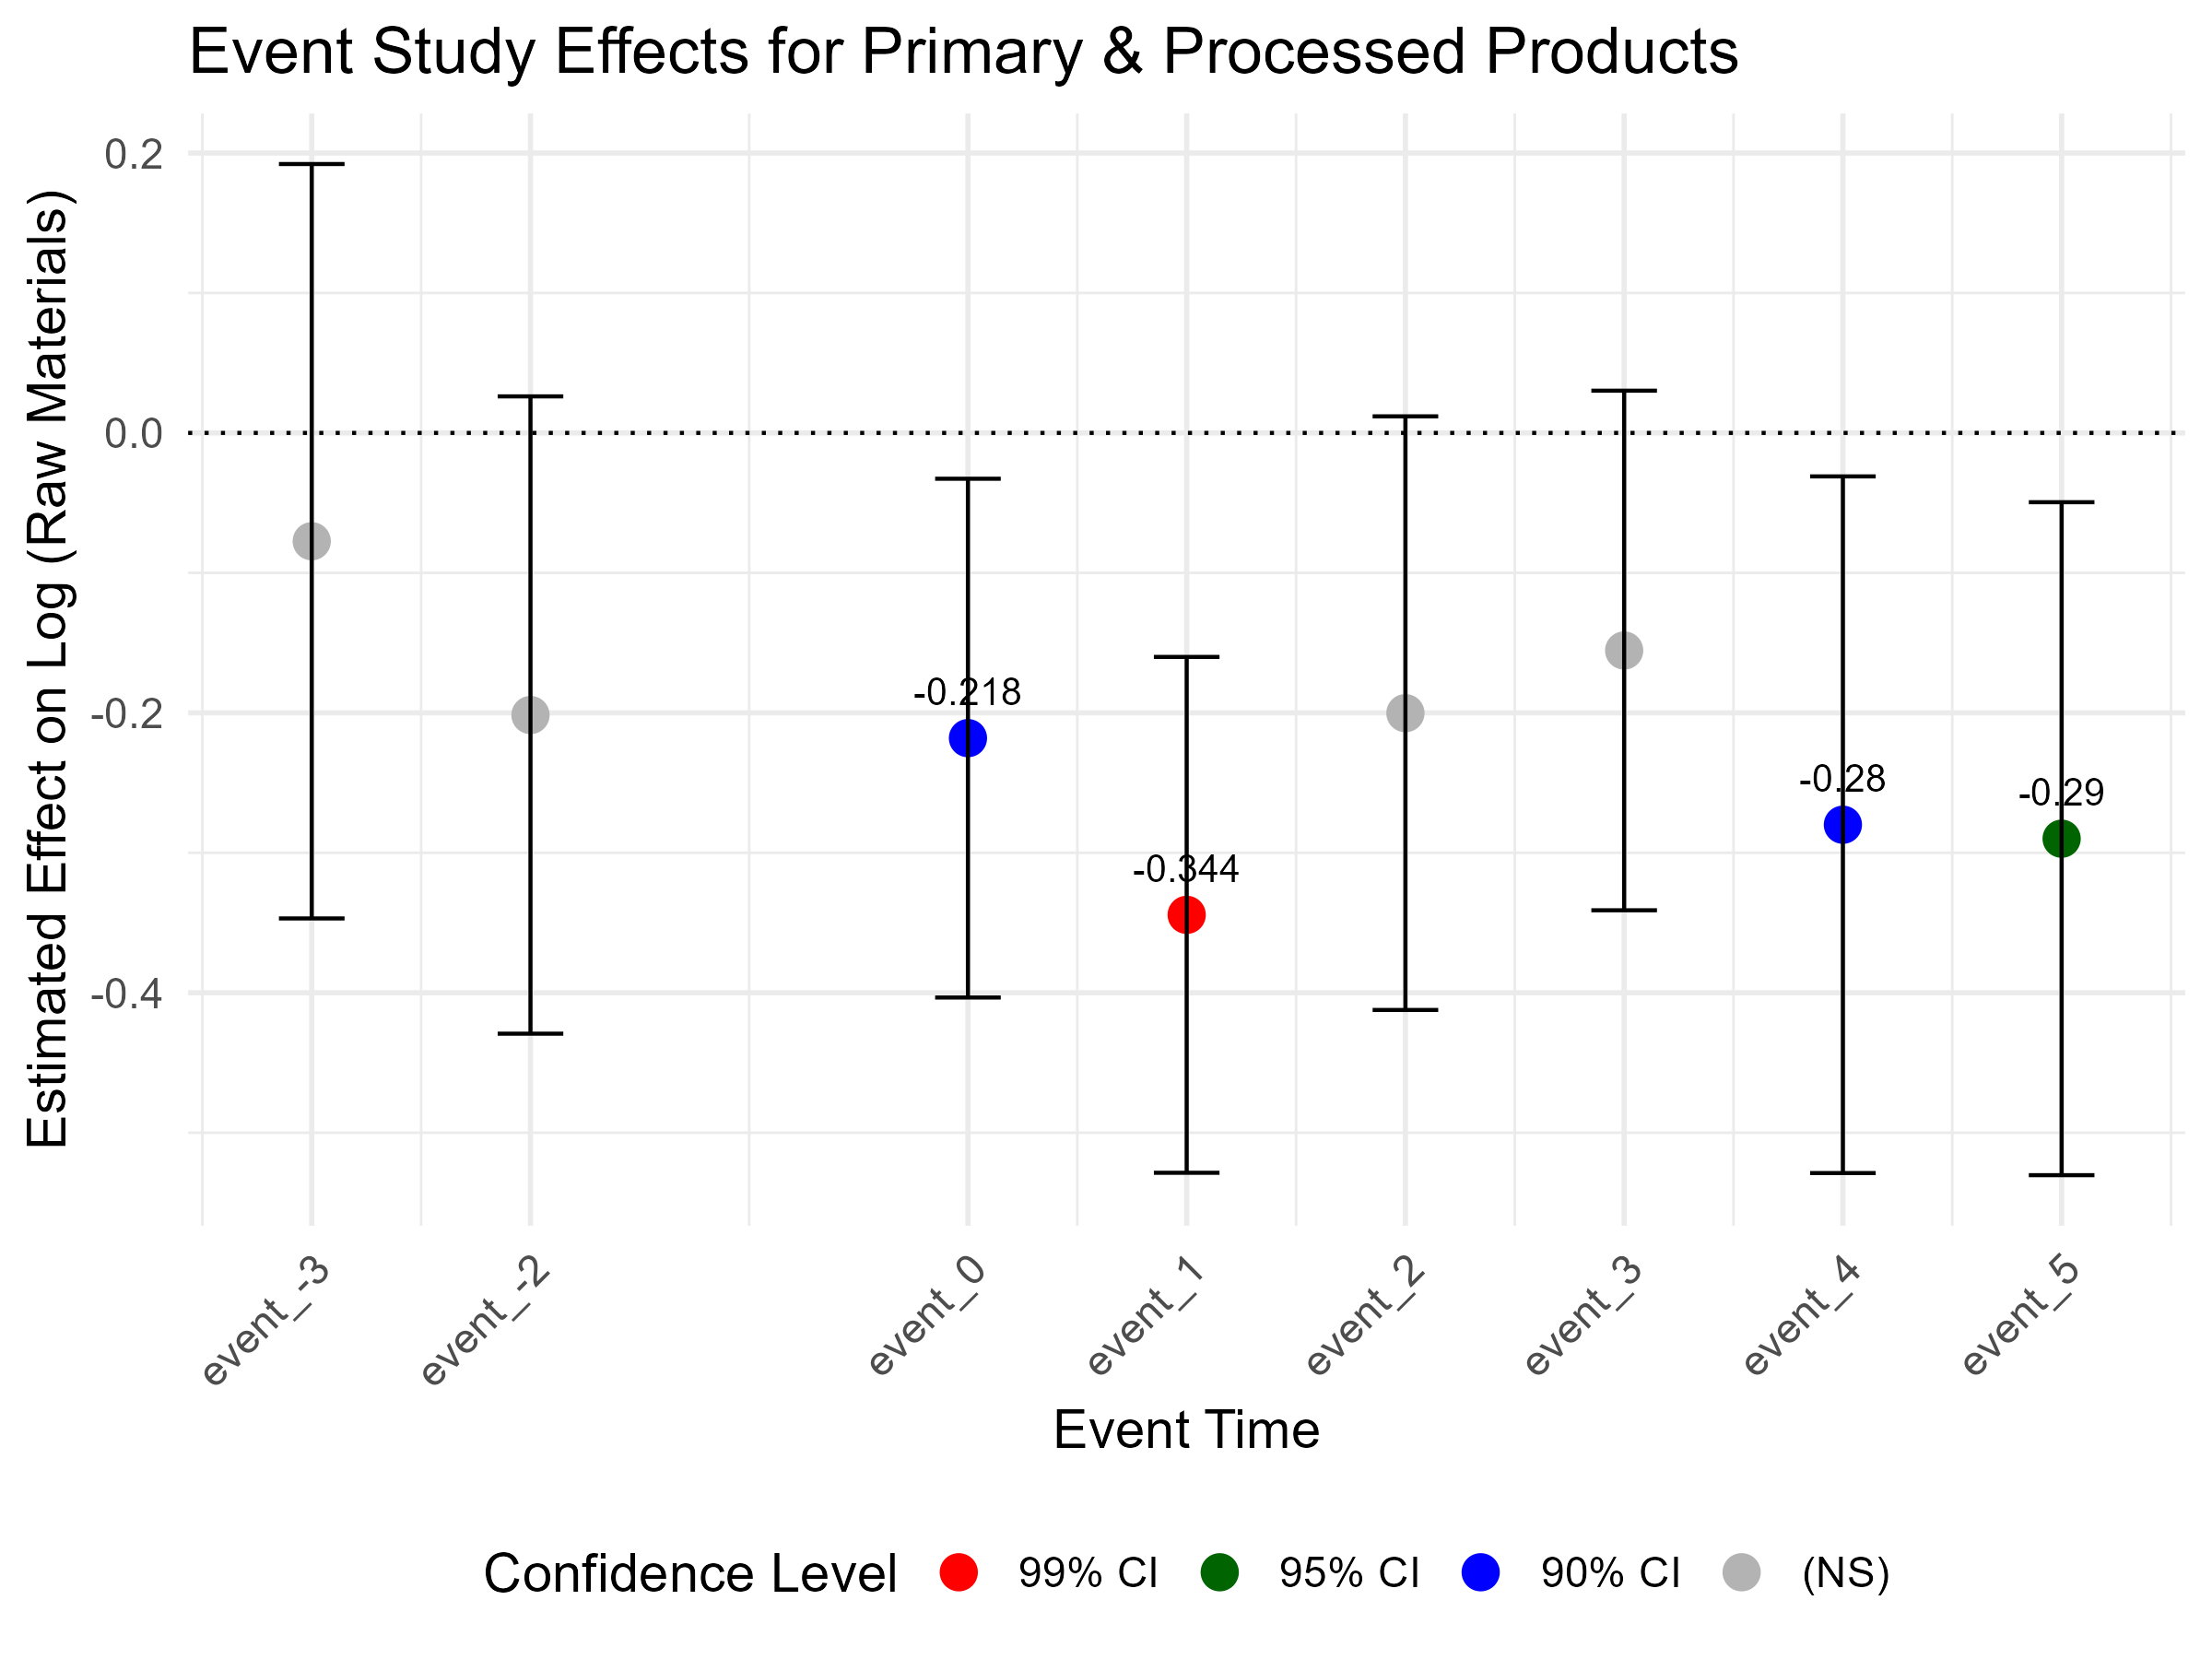 Event Study Effects for Primary & Processed Products
Estimated Effect on Log (Raw Materials)
0.2
0.0
-0.2
-0.4
-0.218
-0.344
-0.28
-0.29
event_-3
event_-2
event_0
event_1
event_2
event_3
event_4
event_5
Event Time
Confidence Level 99% CI 95% CI 90% CI (NS)